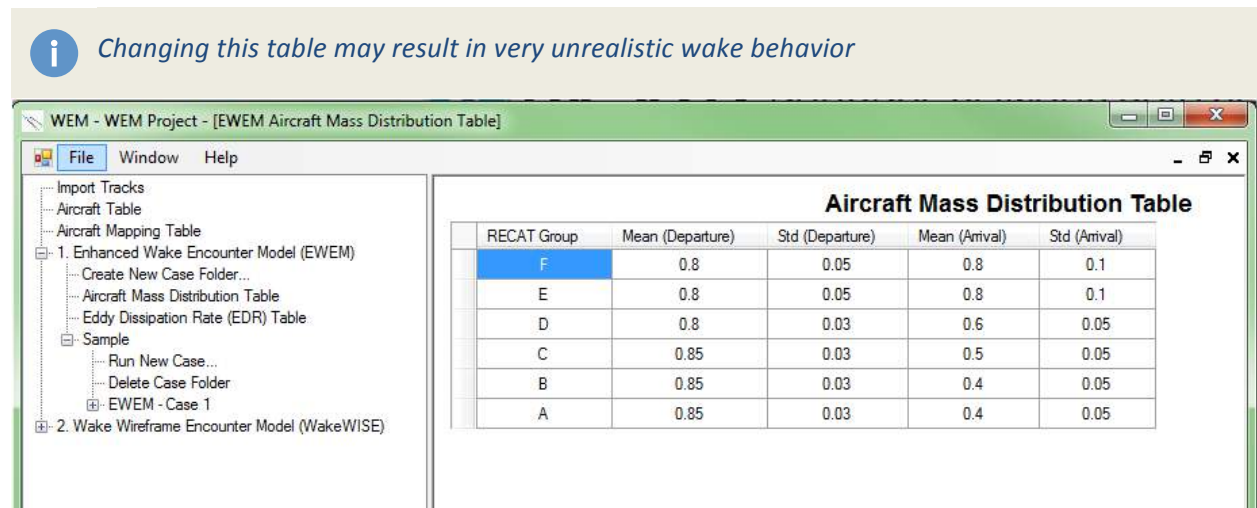 i
Changing this table may result in very unrealistic wake behavior
WEM - WEM Project - [EWEM Aircraft Mass Distribution Table]
File Window Help
Import Tracks
Aircraft Table
Aircraft Mapping Table
1. Enhanced Wake Encounter Model (EWEM)
Create New Case Folder...
Aircraft Mass Distribution Table
Eddy Dissipation Rate (EDR) Table
Sample
Run New Case...
Delete Case Folder
EWEM - Case 1
2. Wake Wireframe Encounter Model (WakeWISE)
Aircraft Mass Distribution Table
RECAT Group Mean (Departure) Std (Departure) Mean (Arrival) Std (Arrival)
F 0.8 0.05 0.8 0.1
E 0.8 0.05 0.8 0.1
D 0.8 0.03 0.6 0.05
C 0.85 0.03 0.5 0.05
B 0.85 0.03 0.4 0.05
A 0.85 0.03 0.4 0.05